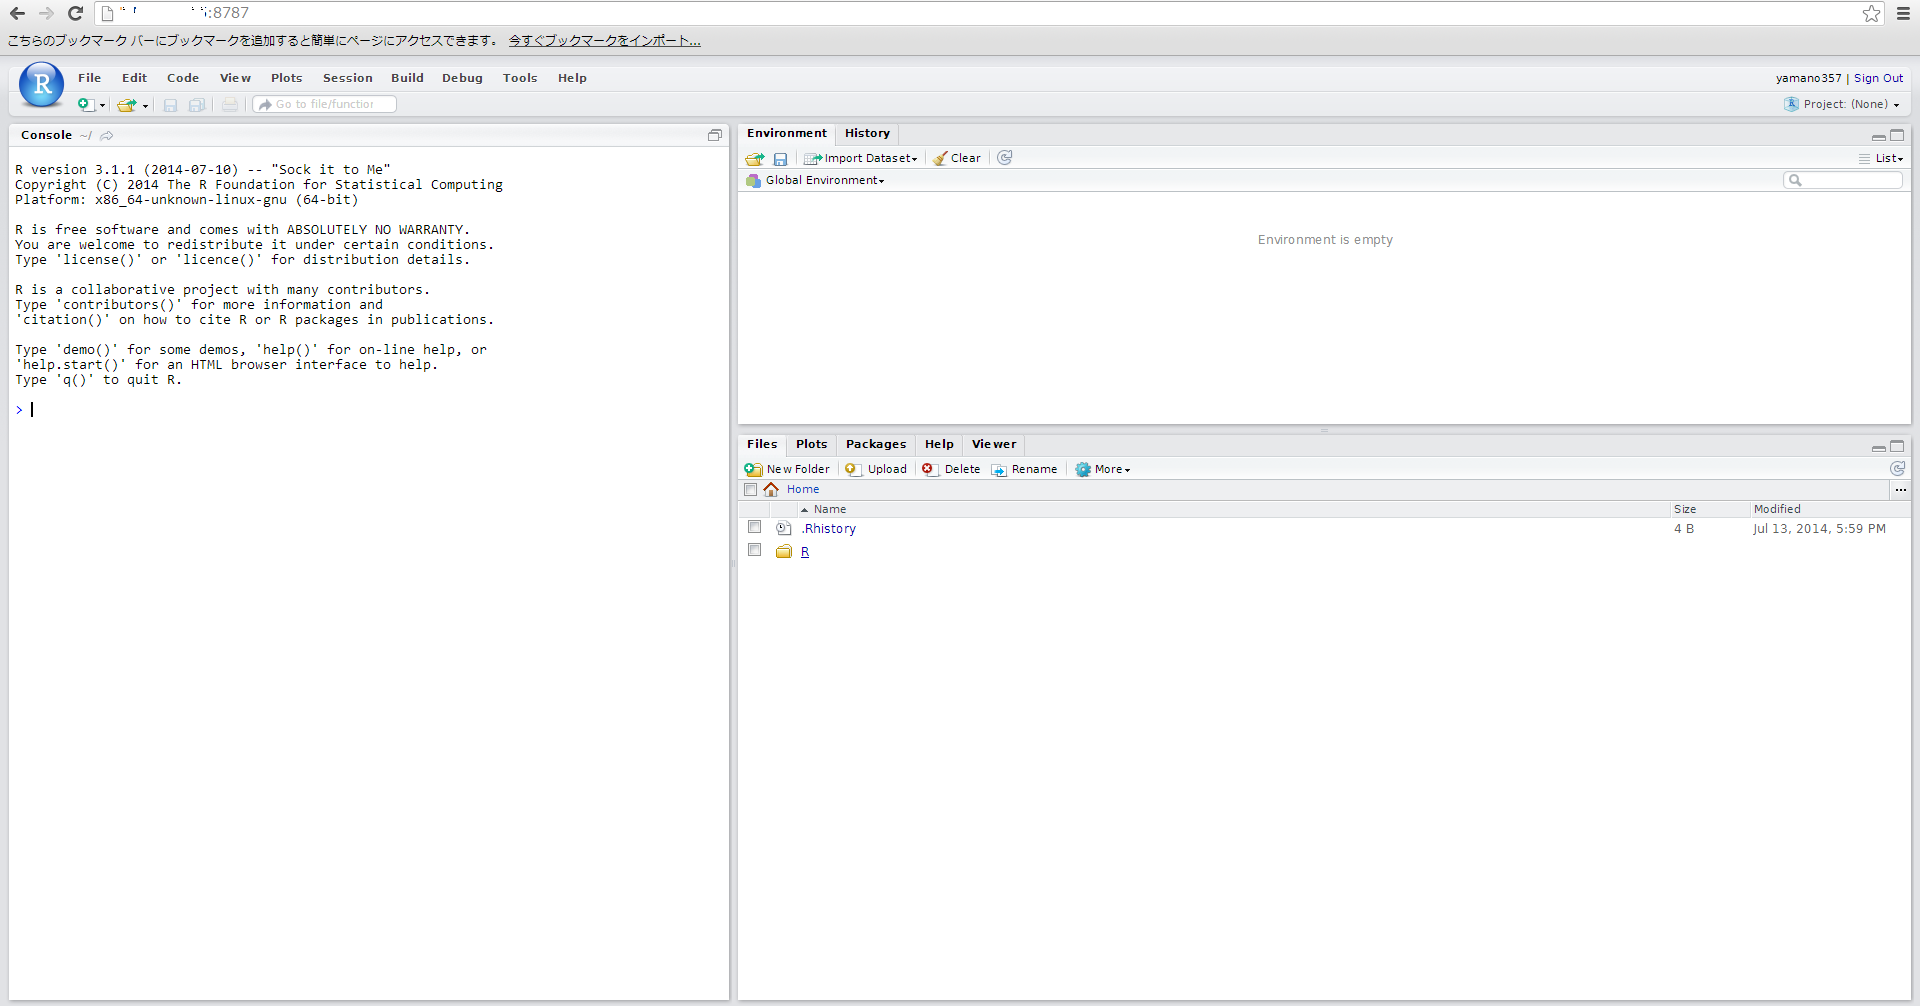 :8787
こちらのブックマーク バーにブックマークを追加すると簡単にページにアクセスできます。 今すぐブックマークをインポート...
R File Edit Code View Plots Session Build Debug Tools Help yamano357 | Sign Out
Go to file/function Project: (None)
Console ~/
R version 3.1.1 (2014-07-10) -- "Sock it to Me"
Copyright (C) 2014 The R Foundation for Statistical Computing
Platform: x86_64-unknown-linux-gnu (64-bit)
R is free software and comes with ABSOLUTELY NO WARRANTY.
You are welcome to redistribute it under certain conditions.
Type 'license()' or 'licence()' for distribution details.
R is a collaborative project with many contributors.
Type 'contributors()' for more information and
'citation()' on how to cite R or R packages in publications.
Type 'demo()' for some demos, 'help()' for on-line help, or
'help.start()' for an HTML browser interface to help.
Type 'q()' to quit R.
>
Environment History
Import Dataset Clear List
Global Environment
Environment is empty
Files Plots Packages Help Viewer
New Folder Upload Delete Rename More
Home ...
Name Size Modified
.Rhistory 4 B Jul 13, 2014, 5:59 PM
R